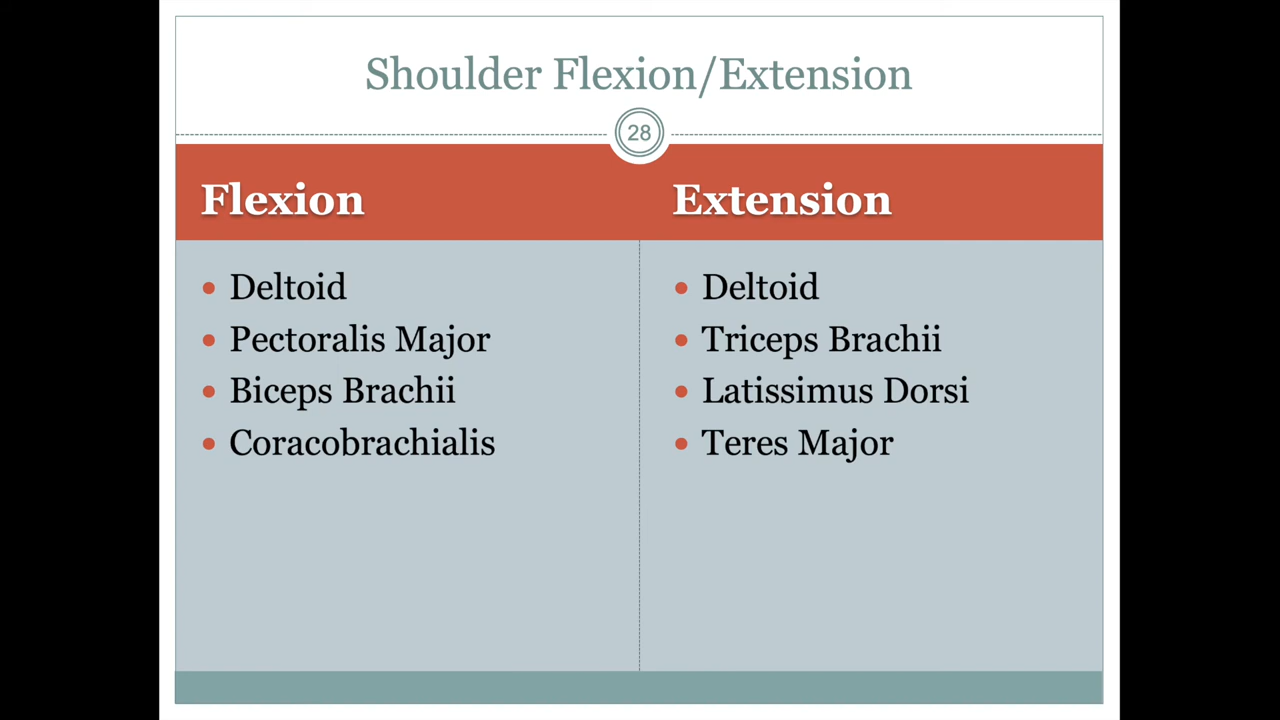 Shoulder Flexion/Extension
28
Flexion
Deltoid
Pectoralis Major
Biceps Brachii
Coracobrachialis
Extension
Deltoid
Triceps Brachii
Latissimus Dorsi
Teres Major